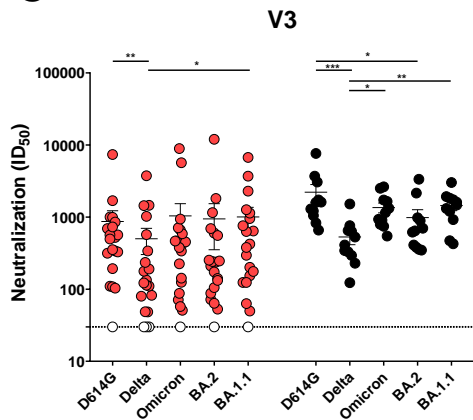 V3
** * * *** ** *
Neutralization (ID50)
100000
10000
1000
100
10
D614G Delta Omicron BA.2 BA.1.1 D614G Delta Omicron BA.2 BA.1.1